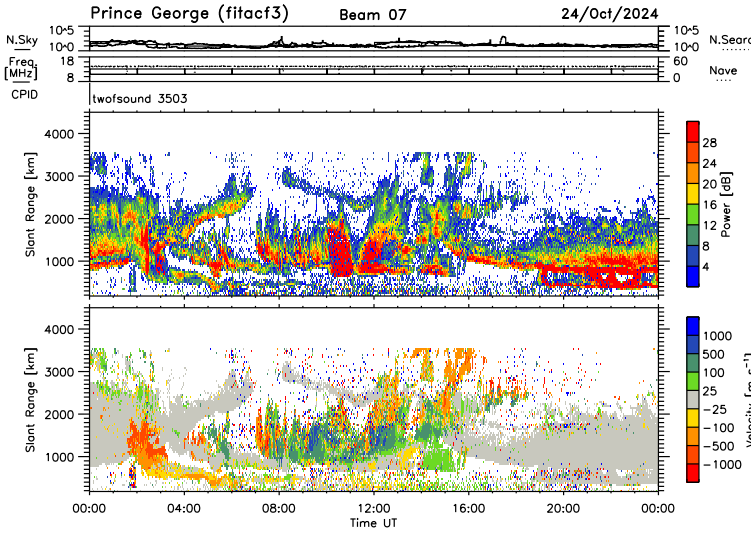 Prince George (fitacf3) Beam 07 24/Oct/2024
N.Sky 10^5 10^0 10^5 10^0 N.Searc
Freq. [MHz] 18 8 60 0 Nave
CPID twofsound 3503
Slant Range [km] 4000 3000 2000 1000
Power [dB] 28 24 20 16 12 8 4
Slant Range [km] 4000 3000 2000 1000
Velocity [m s^-1] 1000 500 100 25 -25 -100 -500 -1000
00:00 04:00 08:00 12:00 16:00 20:00 00:00
Time UT